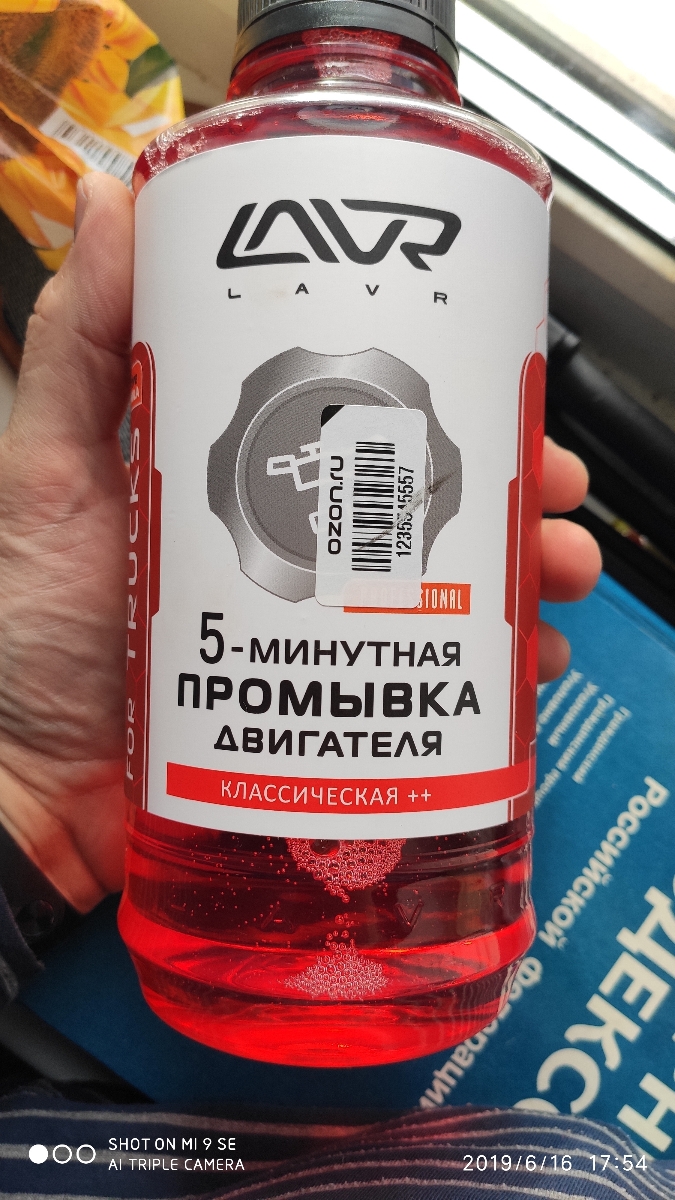 LAVR
L A V R
FOR TRUCKS
ozon.ru
5-МИНУТНАЯ
ПРОМЫВКА
ДВИГАТЕЛЯ
КЛАССИЧЕСКАЯ ++
Российской Федерации
SHOT ON MI 9 SE
AI TRIPLE CAMERA
2019/6/16 17:54